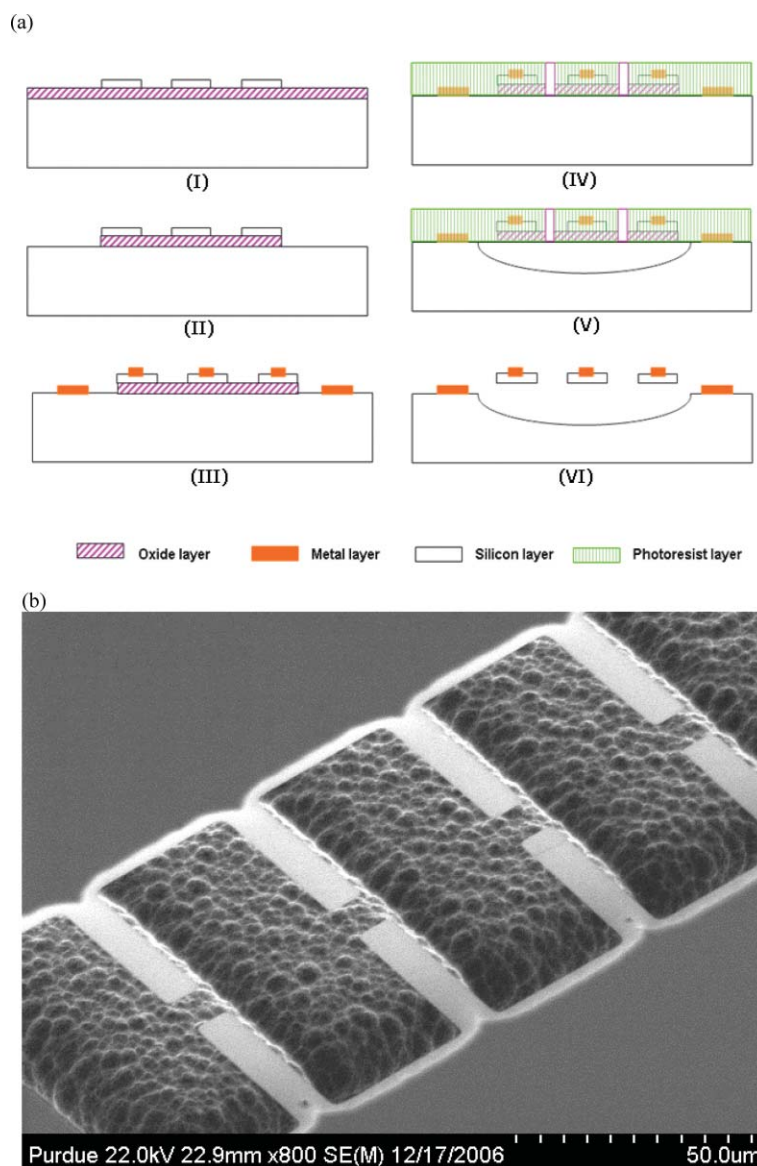 (a)
(I)
(IV)
(II)
(V)
(III)
(VI)
Oxide layer
Metal layer
Silicon layer
Photoresist layer
(b)
Purdue 22.0kV 22.9mm x800 SE(M) 12/17/2006
50.0um